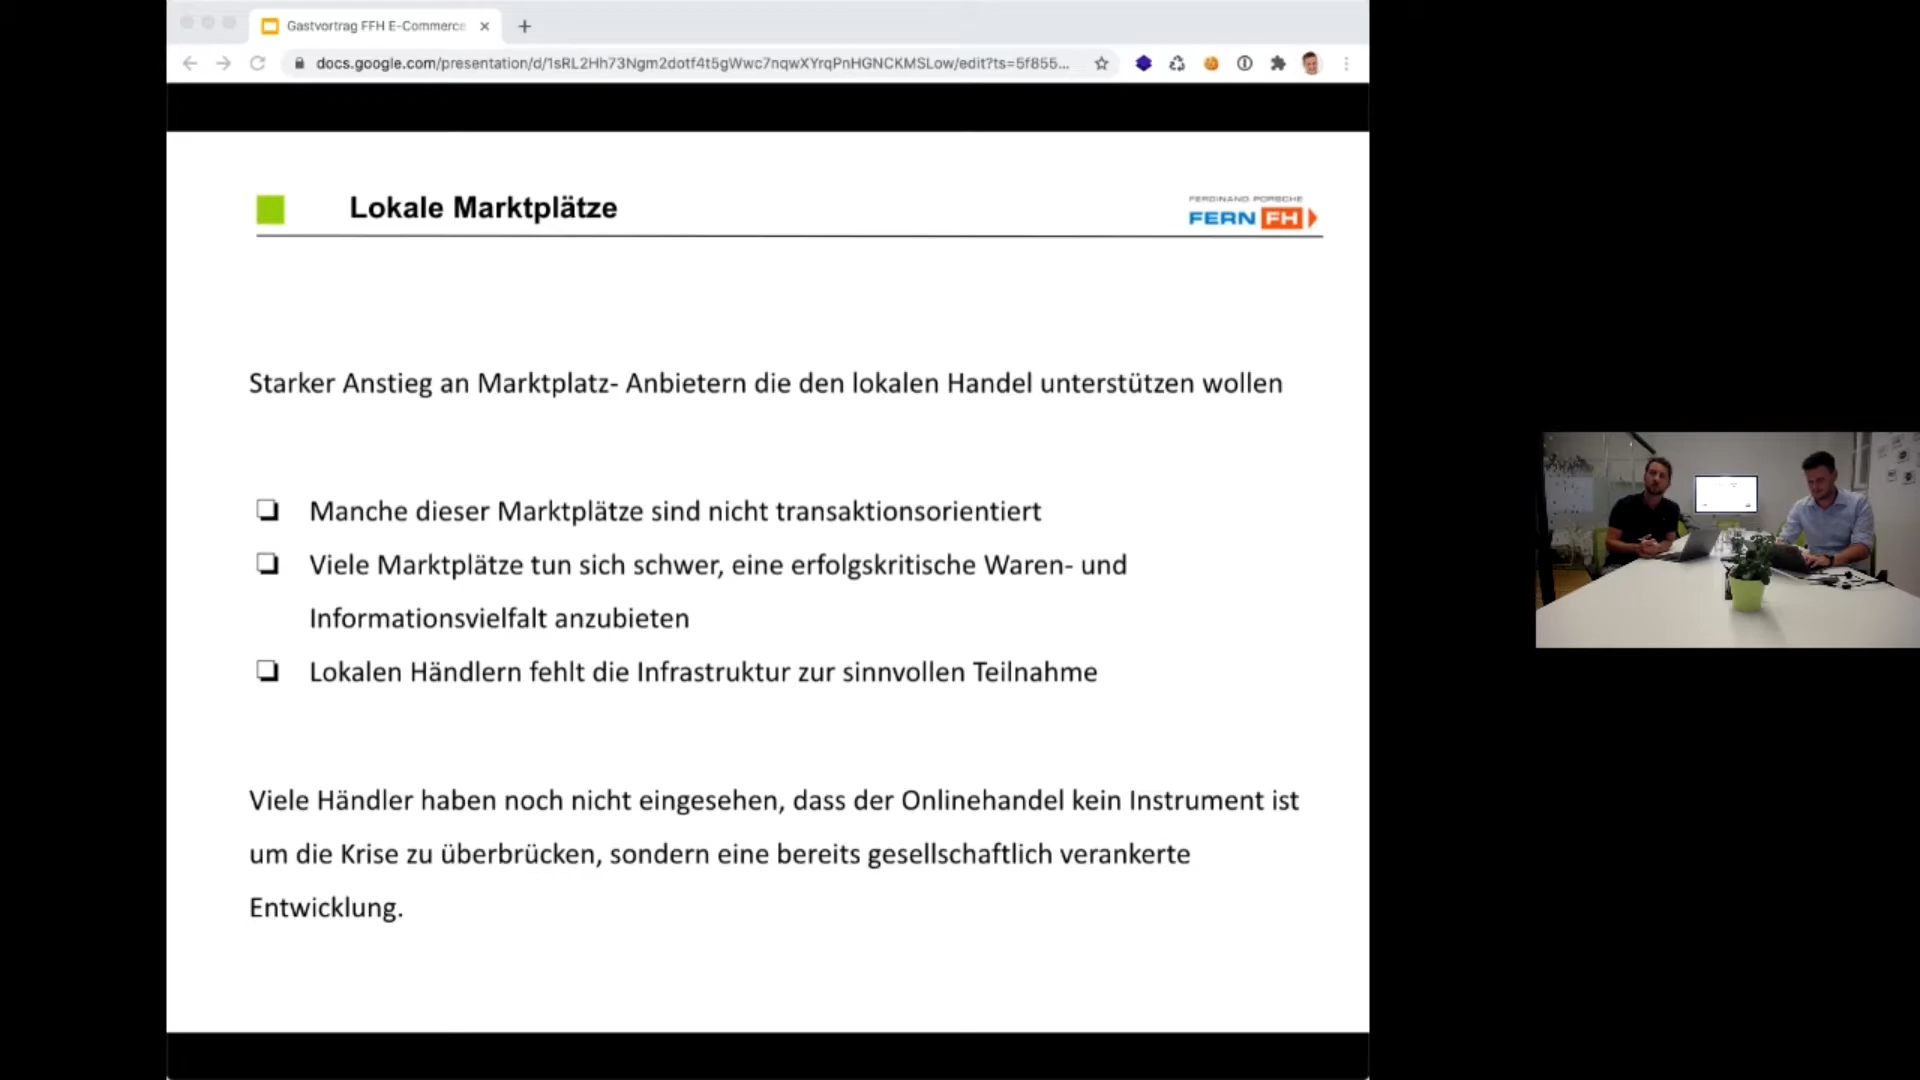 Gastvortrag FFH E-Commerce
docs.google.com/presentation/d/1sRL2Hh73Ngm2dotf4t5gWwc7nqwXYrqPnHGNCKMSLow/edit?ts=5f855...
Lokale Marktplätze
FERDINAND PORSCHE
FERN FH
Starker Anstieg an Marktplatz- Anbietern die den lokalen Handel unterstützen wollen
Manche dieser Marktplätze sind nicht transaktionsorientiert
Viele Marktplätze tun sich schwer, eine erfolgskritische Waren- und
Informationsvielfalt anzubieten
Lokalen Händlern fehlt die Infrastruktur zur sinnvollen Teilnahme
Viele Händler haben noch nicht eingesehen, dass der Onlinehandel kein Instrument ist
um die Krise zu überbrücken, sondern eine bereits gesellschaftlich verankerte
Entwicklung.